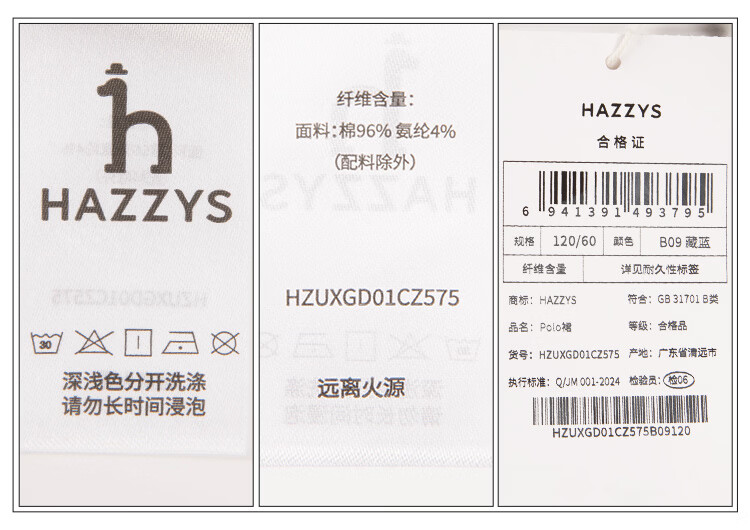 HAZZYS
30
深浅色分开洗涤
请勿长时间浸泡
纤维含量：
面料：棉96% 氨纶4%
（配料除外）
HZUXGD01CZ575
远离火源
HAZZYS
合格证
6 941391 493795
规格 120/60 颜色 B09 藏蓝
纤维含量 详见耐久性标签
商标：HAZZYS 符合：GB 31701 B类
品名：Polo裙 等级：合格品
货号：HZUXGD01CZ575 产地：广东省清远市
执行标准：Q/JM 001-2024 检验员：检06
HZUXGD01CZ575B09120